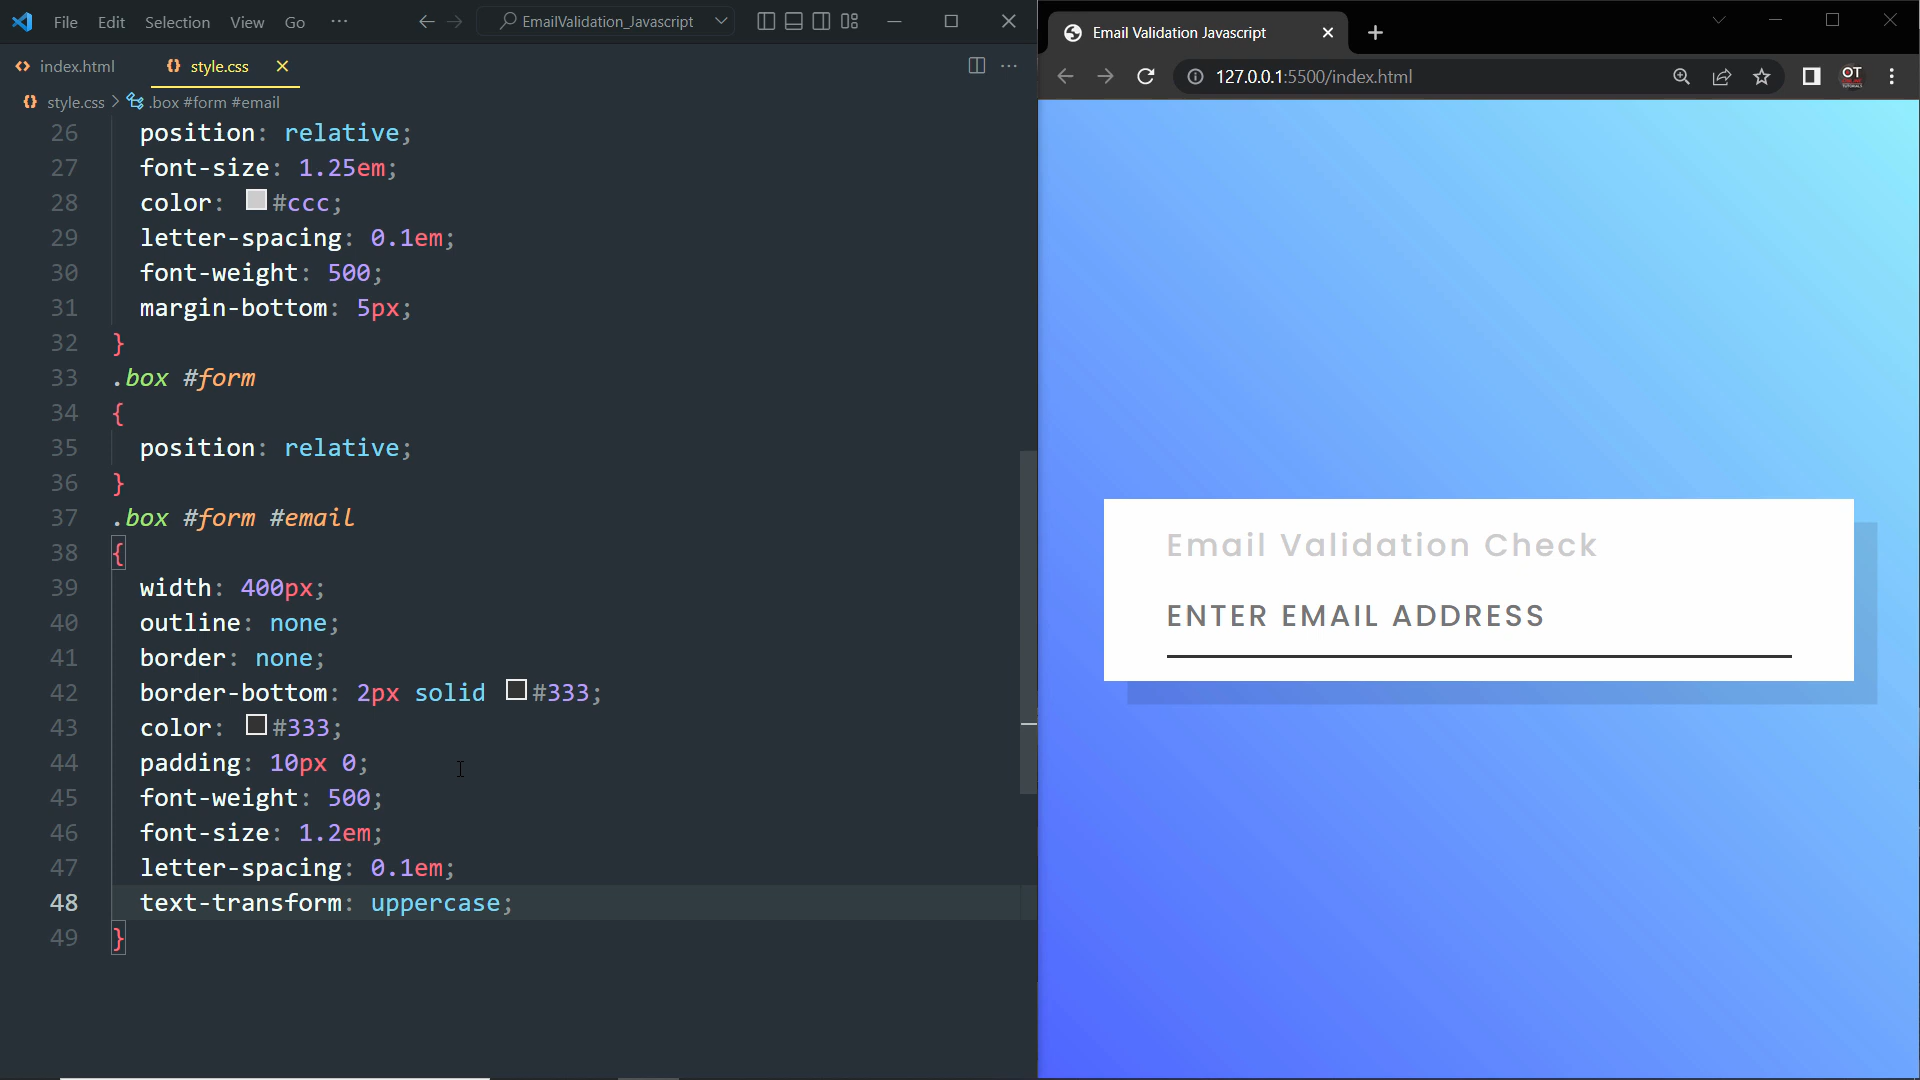 File Edit Selection View Go ···
EmailValidation_Javascript
index.html
style.css
style.css > .box #form #email
26 position: relative;
27 font-size: 1.25em;
28 color: #ccc;
29 letter-spacing: 0.1em;
30 font-weight: 500;
31 margin-bottom: 5px;
32 }
33 .box #form
34 {
35 position: relative;
36 }
37 .box #form #email
38 {
39 width: 400px;
40 outline: none;
41 border: none;
42 border-bottom: 2px solid #333;
43 color: #333;
44 padding: 10px 0;
45 font-weight: 500;
46 font-size: 1.2em;
47 letter-spacing: 0.1em;
48 text-transform: uppercase;
49 }
Email Validation Javascript
127.0.0.1:5500/index.html
OT
Email Validation Check
ENTER EMAIL ADDRESS